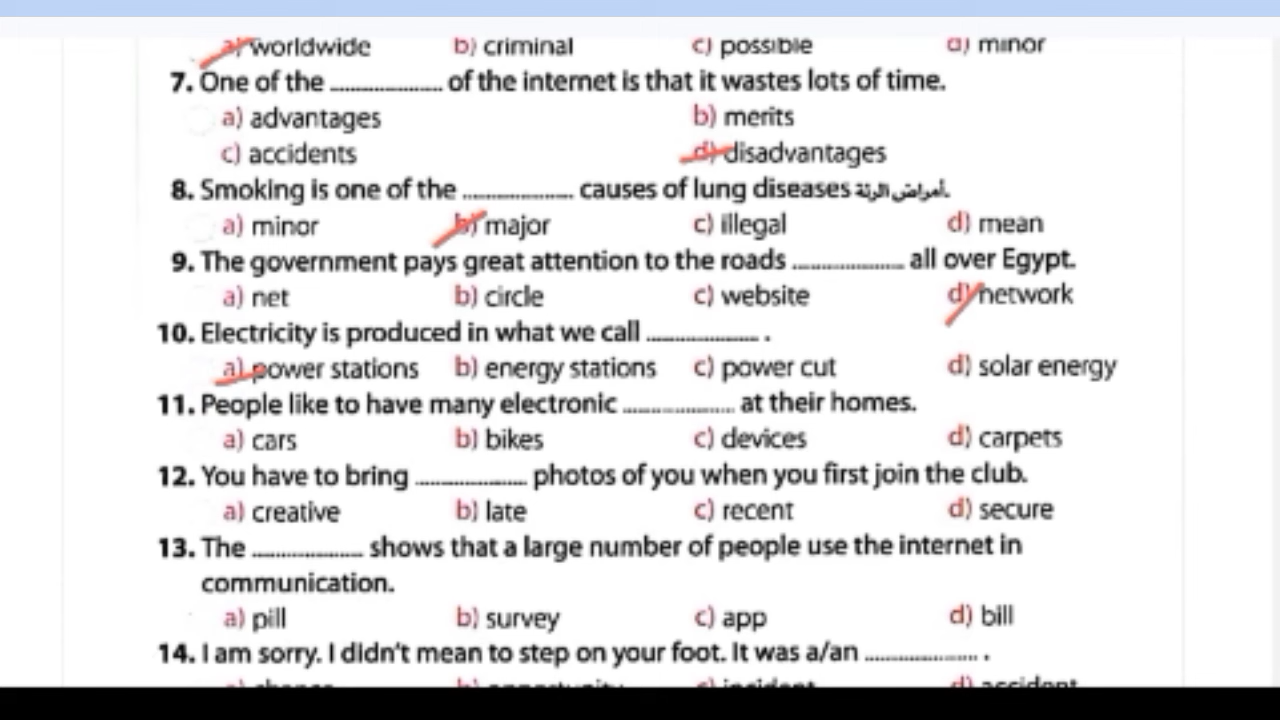 a) worldwide b) criminal c) possible d) minor
7. One of the .................... of the internet is that it wastes lots of time.
a) advantages b) merits
c) accidents d) disadvantages
8. Smoking is one of the .................... causes of lung diseases أمراض الرئة.
a) minor b) major c) illegal d) mean
9. The government pays great attention to the roads .................... all over Egypt.
a) net b) circle c) website d) network
10. Electricity is produced in what we call .................... .
a) power stations b) energy stations c) power cut d) solar energy
11. People like to have many electronic .................... at their homes.
a) cars b) bikes c) devices d) carpets
12. You have to bring .................... photos of you when you first join the club.
a) creative b) late c) recent d) secure
13. The .................... shows that a large number of people use the internet in
communication.
a) pill b) survey c) app d) bill
14. I am sorry. I didn't mean to step on your foot. It was a/an .................... .
a) chance b) opportunity c) incident d) accident